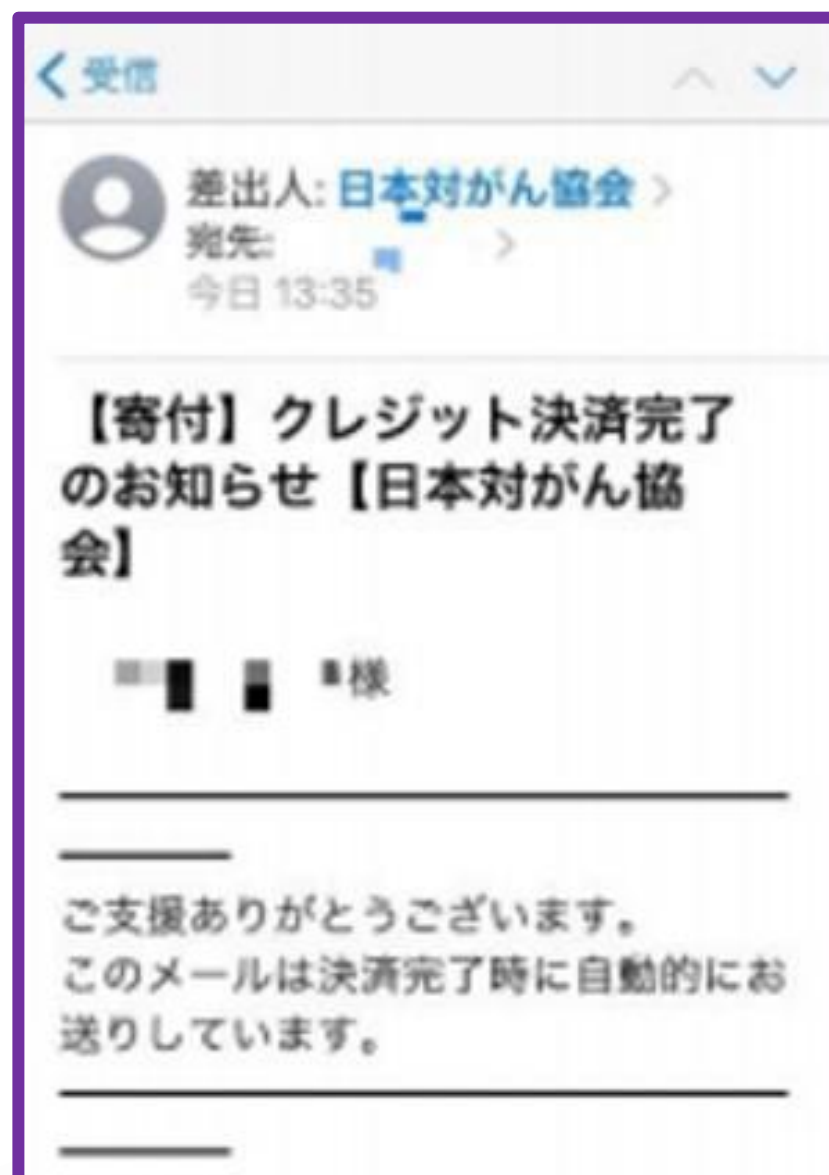 受信
差出人: 日本対がん協会
宛先:
今日 13:35
【寄付】クレジット決済完了
のお知らせ【日本対がん協
会】
様
ご支援ありがとうございます。
このメールは決済完了時に自動的にお
送りしています。